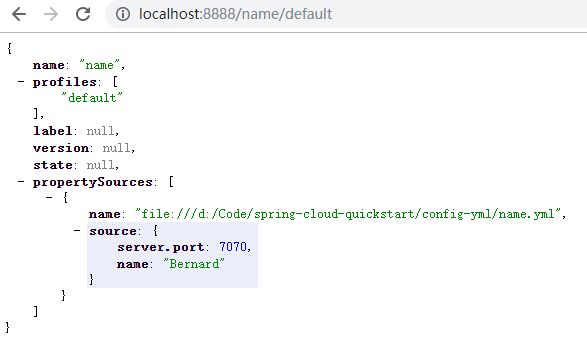 localhost:8888/name/default
{
name: "name",
- profiles: [
"default"
],
label: null,
version: null,
state: null,
- propertySources: [
- {
name: "file:///d:/Code/spring-cloud-quickstart/config-yml/name.yml",
- source: {
server.port: 7070,
name: "Bernard"
}
}
]
}